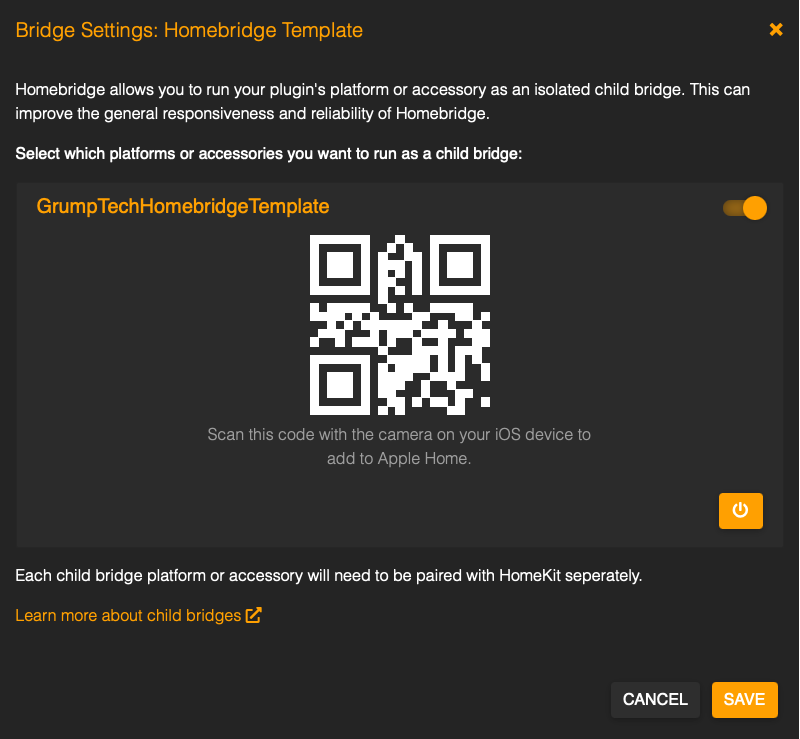 Bridge Settings: Homebridge Template
Homebridge allows you to run your plugin's platform or accessory as an isolated child bridge. This can
improve the general responsiveness and reliability of Homebridge.
Select which platforms or accessories you want to run as a child bridge:
GrumpTechHomebridgeTemplate
Scan this code with the camera on your iOS device to
add to Apple Home.
Each child bridge platform or accessory will need to be paired with HomeKit seperately.
Learn more about child bridges
CANCEL SAVE